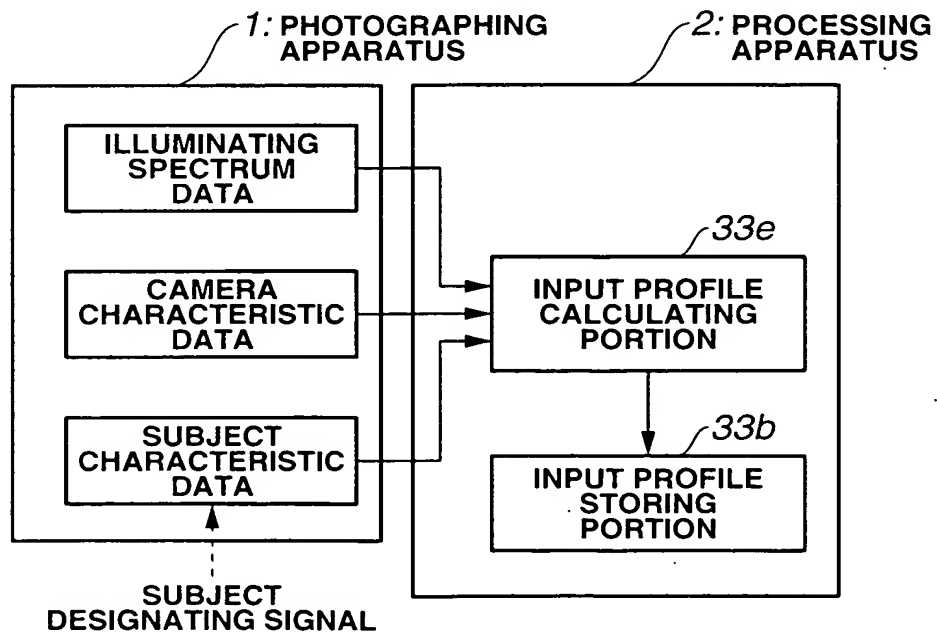 1: PHOTOGRAPHING
APPARATUS
2: PROCESSING
APPARATUS
ILLUMINATING
SPECTRUM
DATA
CAMERA
CHARACTERISTIC
DATA
SUBJECT
CHARACTERISTIC
DATA
SUBJECT
DESIGNATING SIGNAL
33e
INPUT PROFILE
CALCULATING
PORTION
33b
INPUT PROFILE
STORING
PORTION